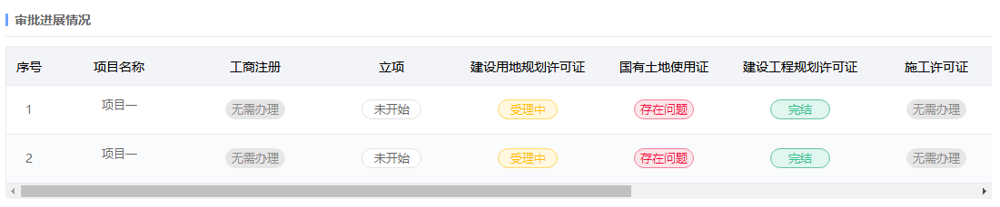 审批进展情况
序号 项目名称 工商注册 立项 建设用地规划许可证 国有土地使用证 建设工程规划许可证 施工许可证
1 项目一 无需办理 未开始 受理中 存在问题 完结 无需办理
2 项目一 无需办理 未开始 受理中 存在问题 完结 无需办理